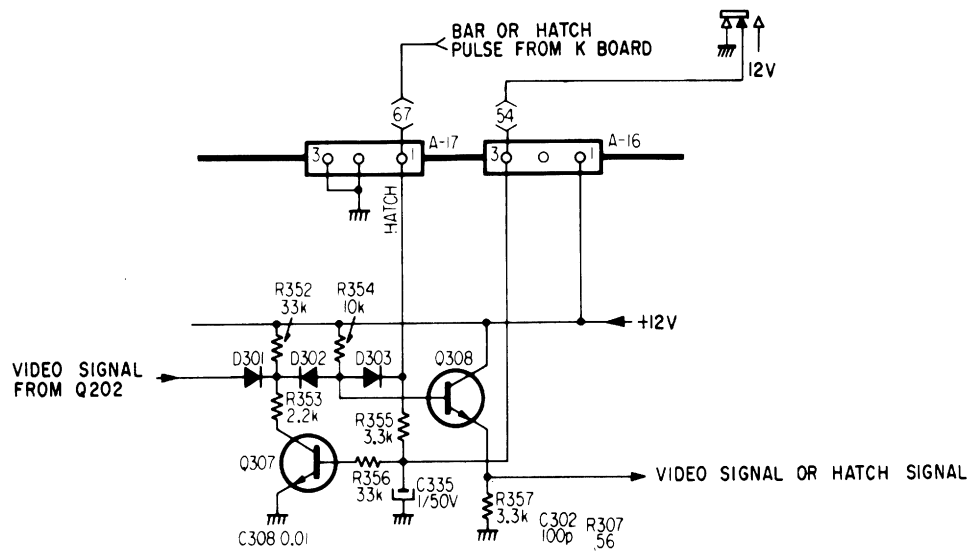 BAR OR HATCH
PULSE FROM K BOARD
12V
67
54
A-17
A-16
3
1
3
1
HATCH
R352
33k
R354
10k
+12V
D301
D302
D303
Q308
VIDEO SIGNAL
FROM Q202
R353
2.2k
R355
3.3k
Q307
R356
33k
C335
1/50V
VIDEO SIGNAL OR HATCH SIGNAL
R357
3.3k
C302
100p
R307
56
C308 0.01